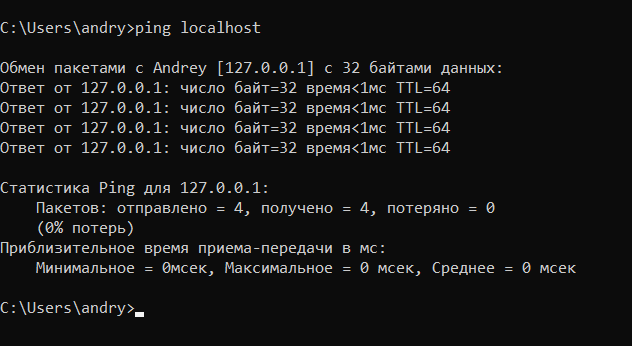 C:\Users\andry>ping localhost
Обмен пакетами с Andrey [127.0.0.1] с 32 байтами данных:
Ответ от 127.0.0.1: число байт=32 время<1мс TTL=64
Ответ от 127.0.0.1: число байт=32 время<1мс TTL=64
Ответ от 127.0.0.1: число байт=32 время<1мс TTL=64
Ответ от 127.0.0.1: число байт=32 время<1мс TTL=64
Статистика Ping для 127.0.0.1:
    Пакетов: отправлено = 4, получено = 4, потеряно = 0
    (0% потерь)
Приблизительное время приема-передачи в мс:
    Минимальное = 0мсек, Максимальное = 0 мсек, Среднее = 0 мсек
C:\Users\andry>